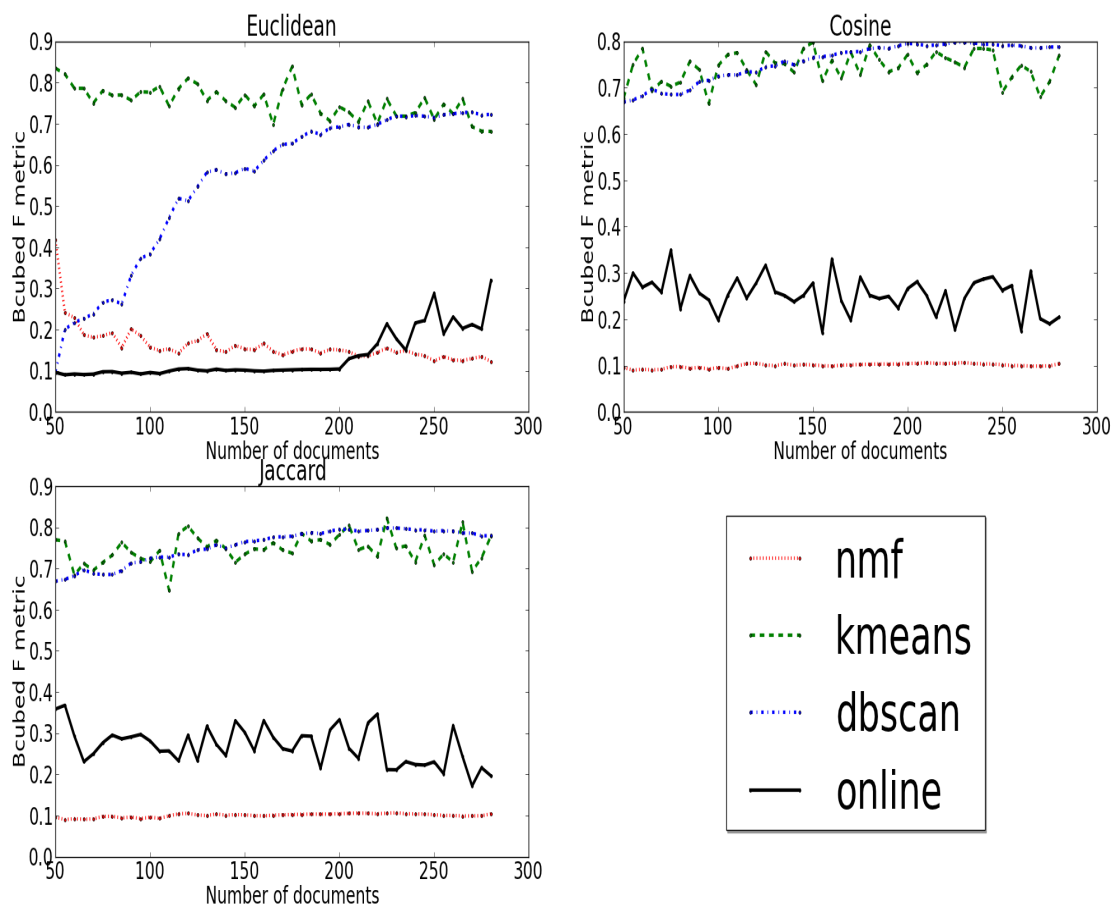 Euclidean
0.9
0.8
0.7
0.6
0.5
0.4
0.3
0.2
0.1
0.0
Bcubed F metric
50 100 150 200 250 300
Number of documents
Cosine
0.8
0.7
0.6
0.5
0.4
0.3
0.2
0.1
0.0
Bcubed F metric
50 100 150 200 250 300
Number of documents
Jaccard
0.9
0.8
0.7
0.6
0.5
0.4
0.3
0.2
0.1
0.0
Bcubed F metric
50 100 150 200 250 300
Number of documents
nmf
kmeans
dbscan
online